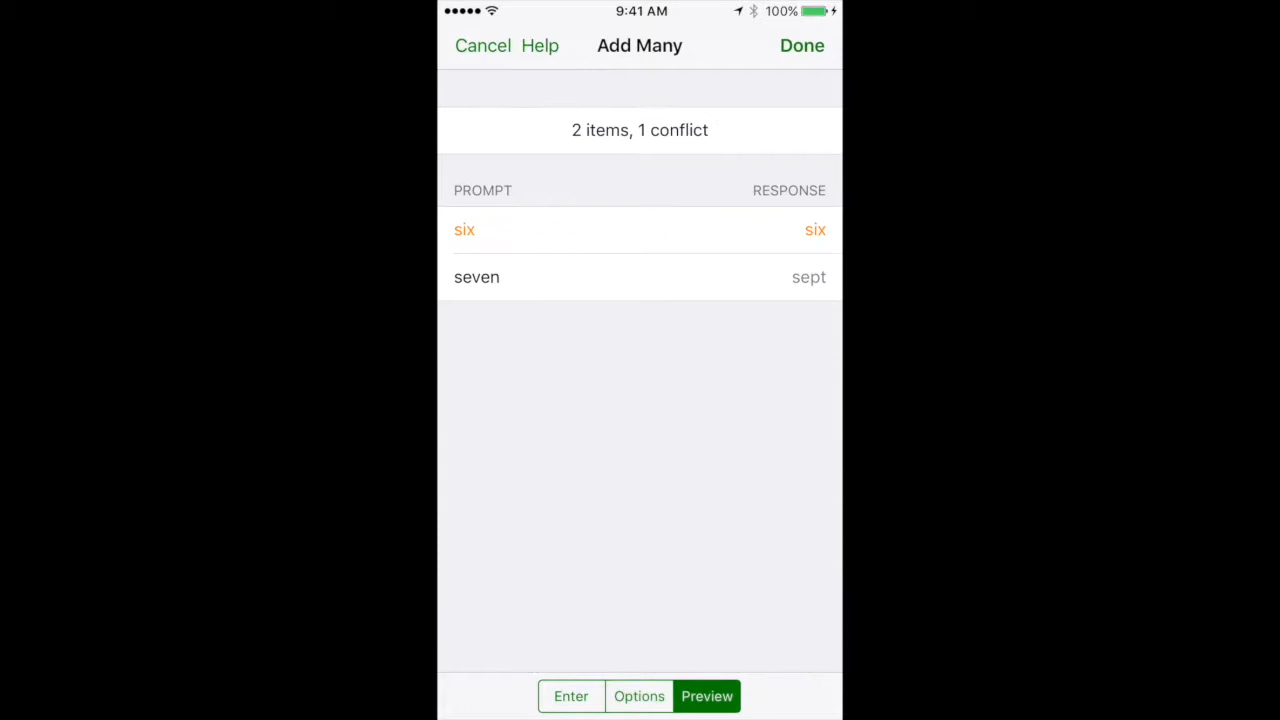 9:41 AM 100%
Cancel Help Add Many Done
2 items, 1 conflict
PROMPT RESPONSE
six six
seven sept
Enter Options Preview